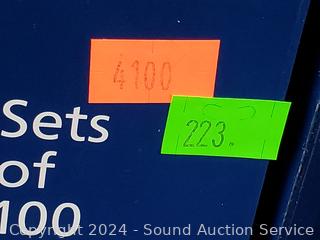 4100
223.
Sets
of
100
Copyright 2024 - Sound Auction Service